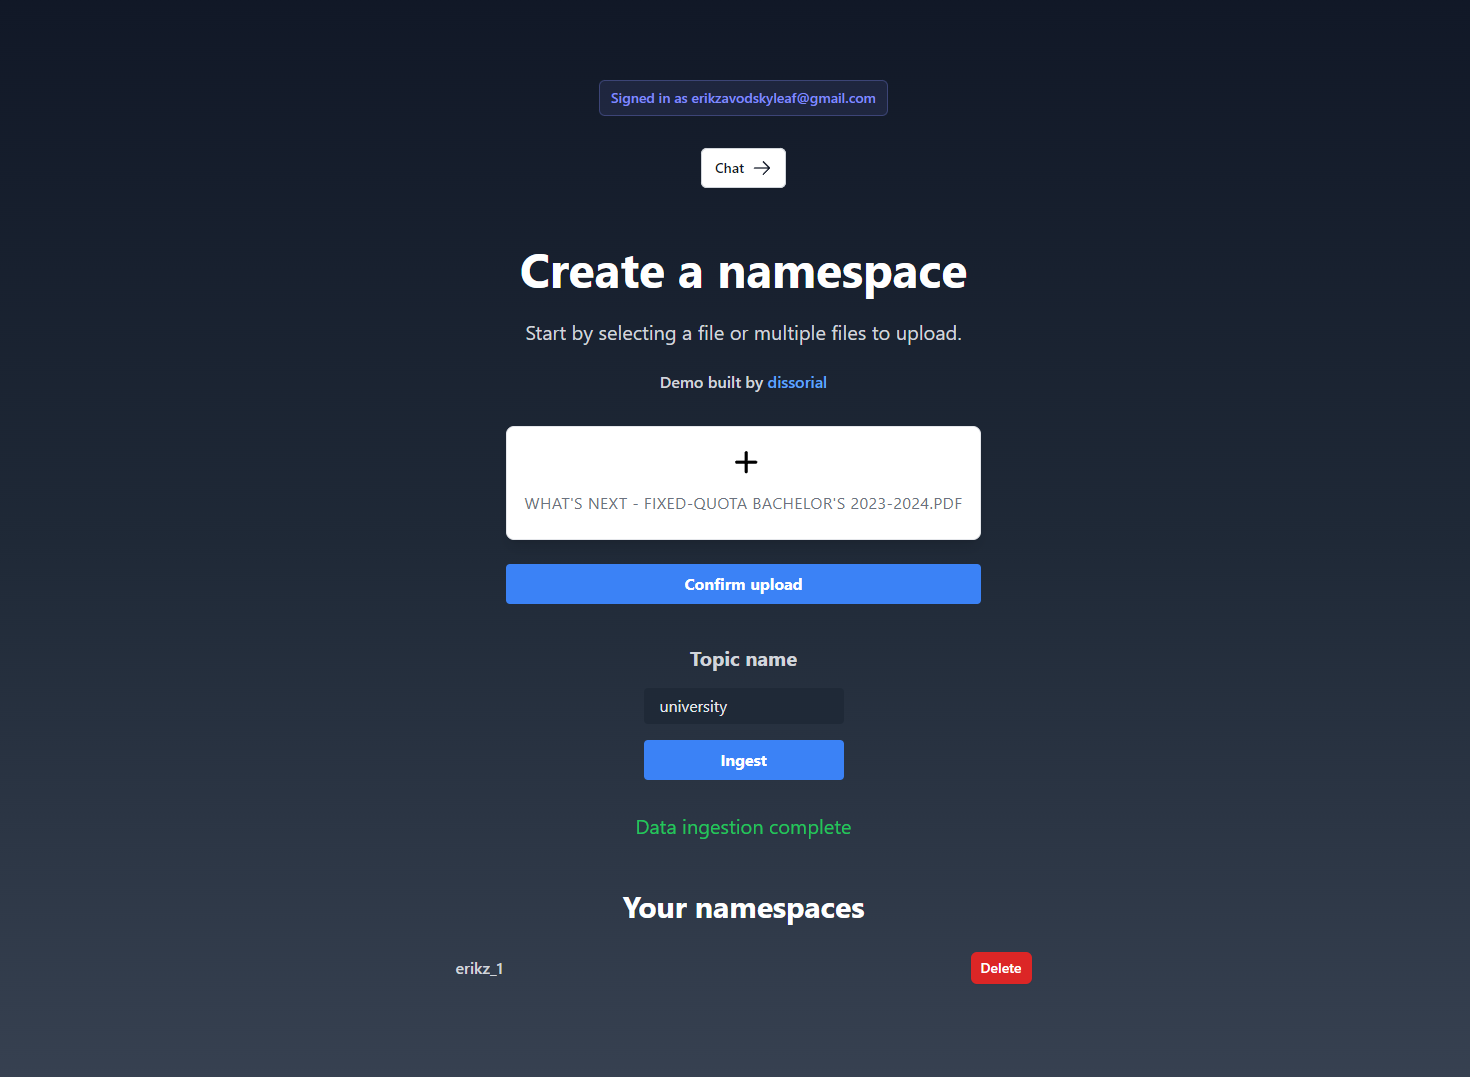 Signed in as erikzavodskyleaf@gmail.com
Chat
Create a namespace
Start by selecting a file or multiple files to upload.
Demo built by dissorial
WHAT'S NEXT - FIXED-QUOTA BACHELOR'S 2023-2024.PDF
Confirm upload
Topic name
university
Ingest
Data ingestion complete
Your namespaces
erikz_1 Delete